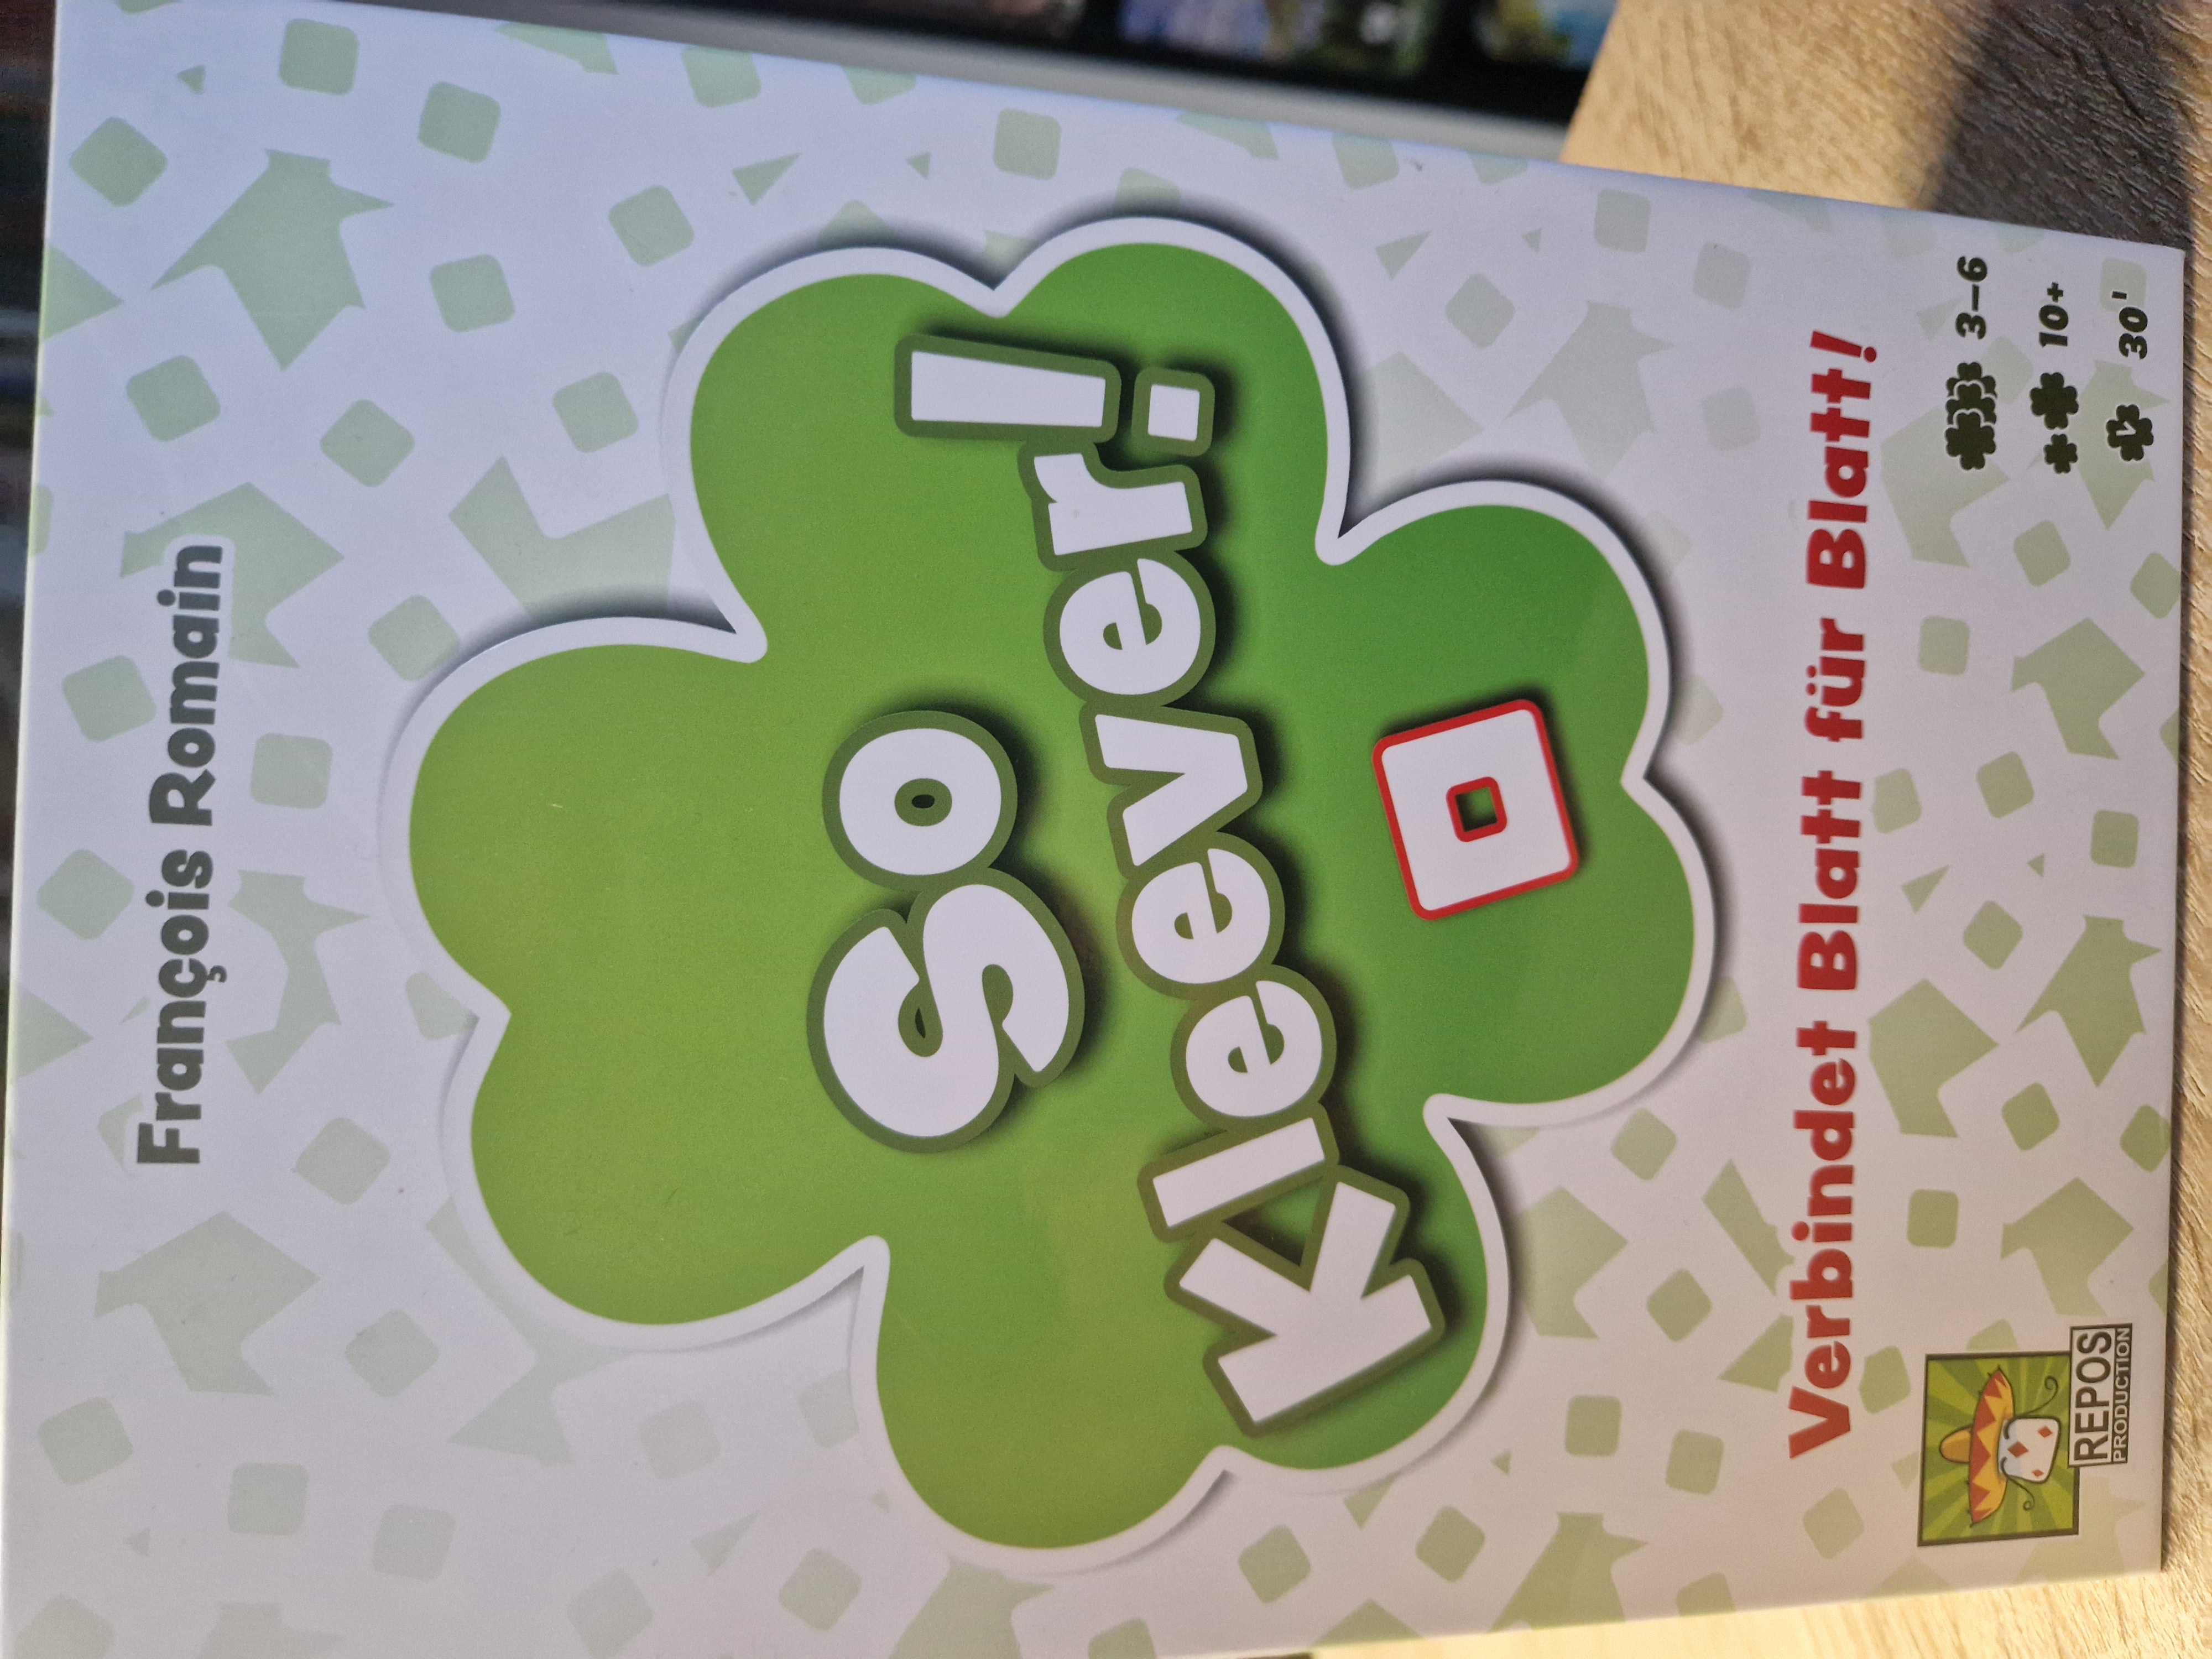 François Romain
So
Kleever!
Verbindet Blatt für Blatt!
3–6
10+
30'
REPOS
PRODUCTION